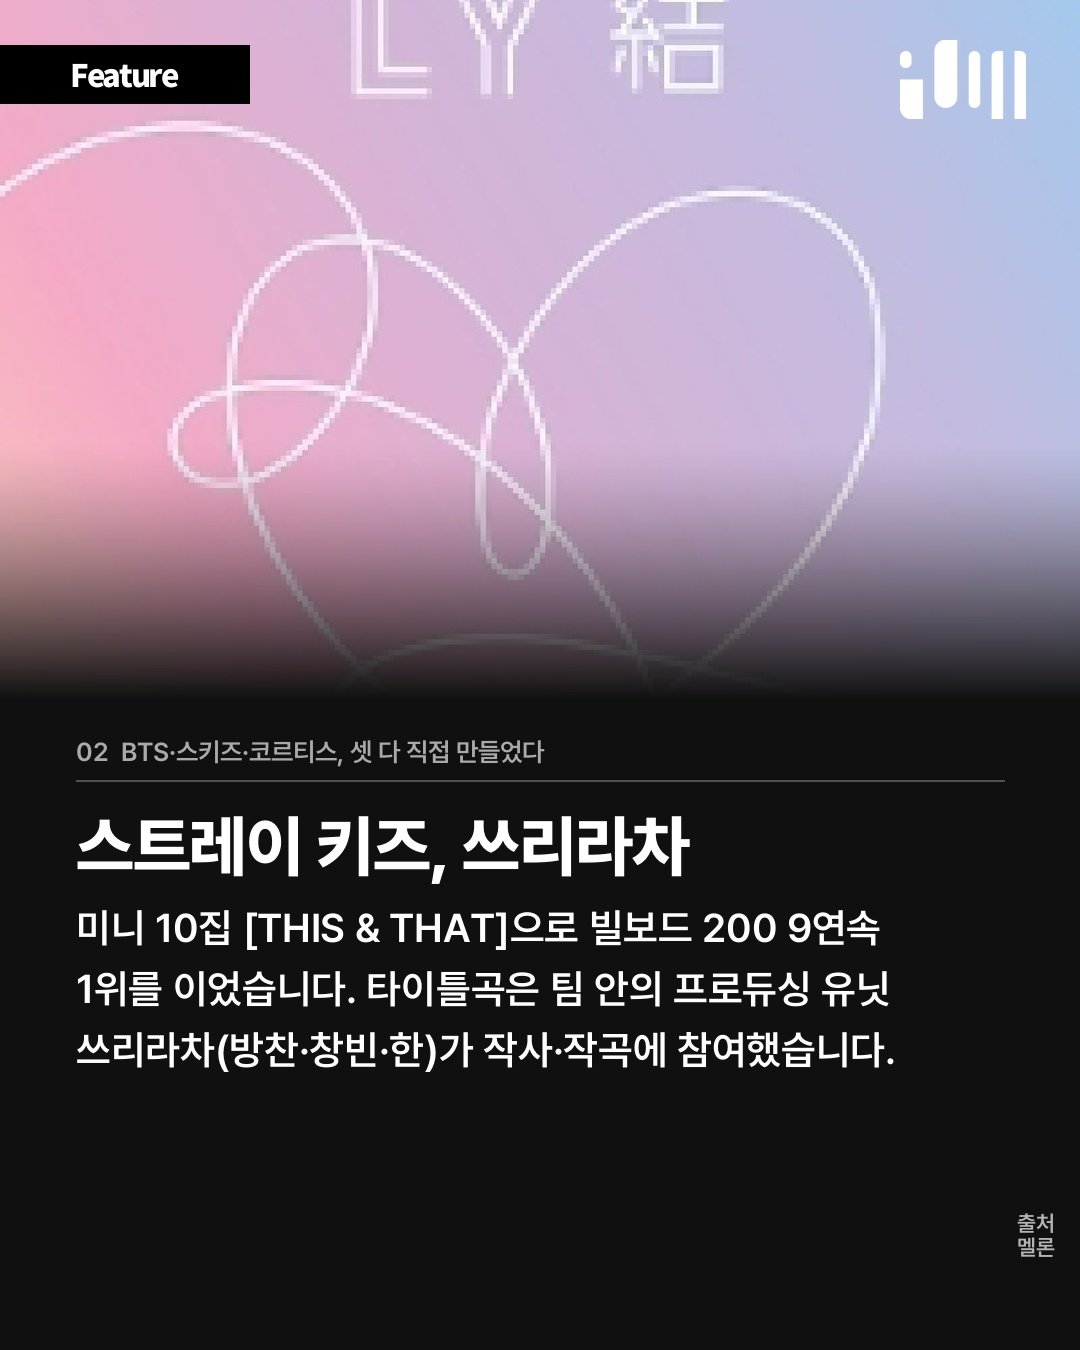 LY 結
Feature
02 BTS·스키즈·코르티스, 셋 다 직접 만들었다
스트레이 키즈, 쓰리라차
미니 10집 [THIS & THAT]으로 빌보드 200 9연속
1위를 이었습니다. 타이틀곡은 팀 안의 프로듀싱 유닛
쓰리라차(방찬·창빈·한)가 작사·작곡에 참여했습니다.
출처
멜론